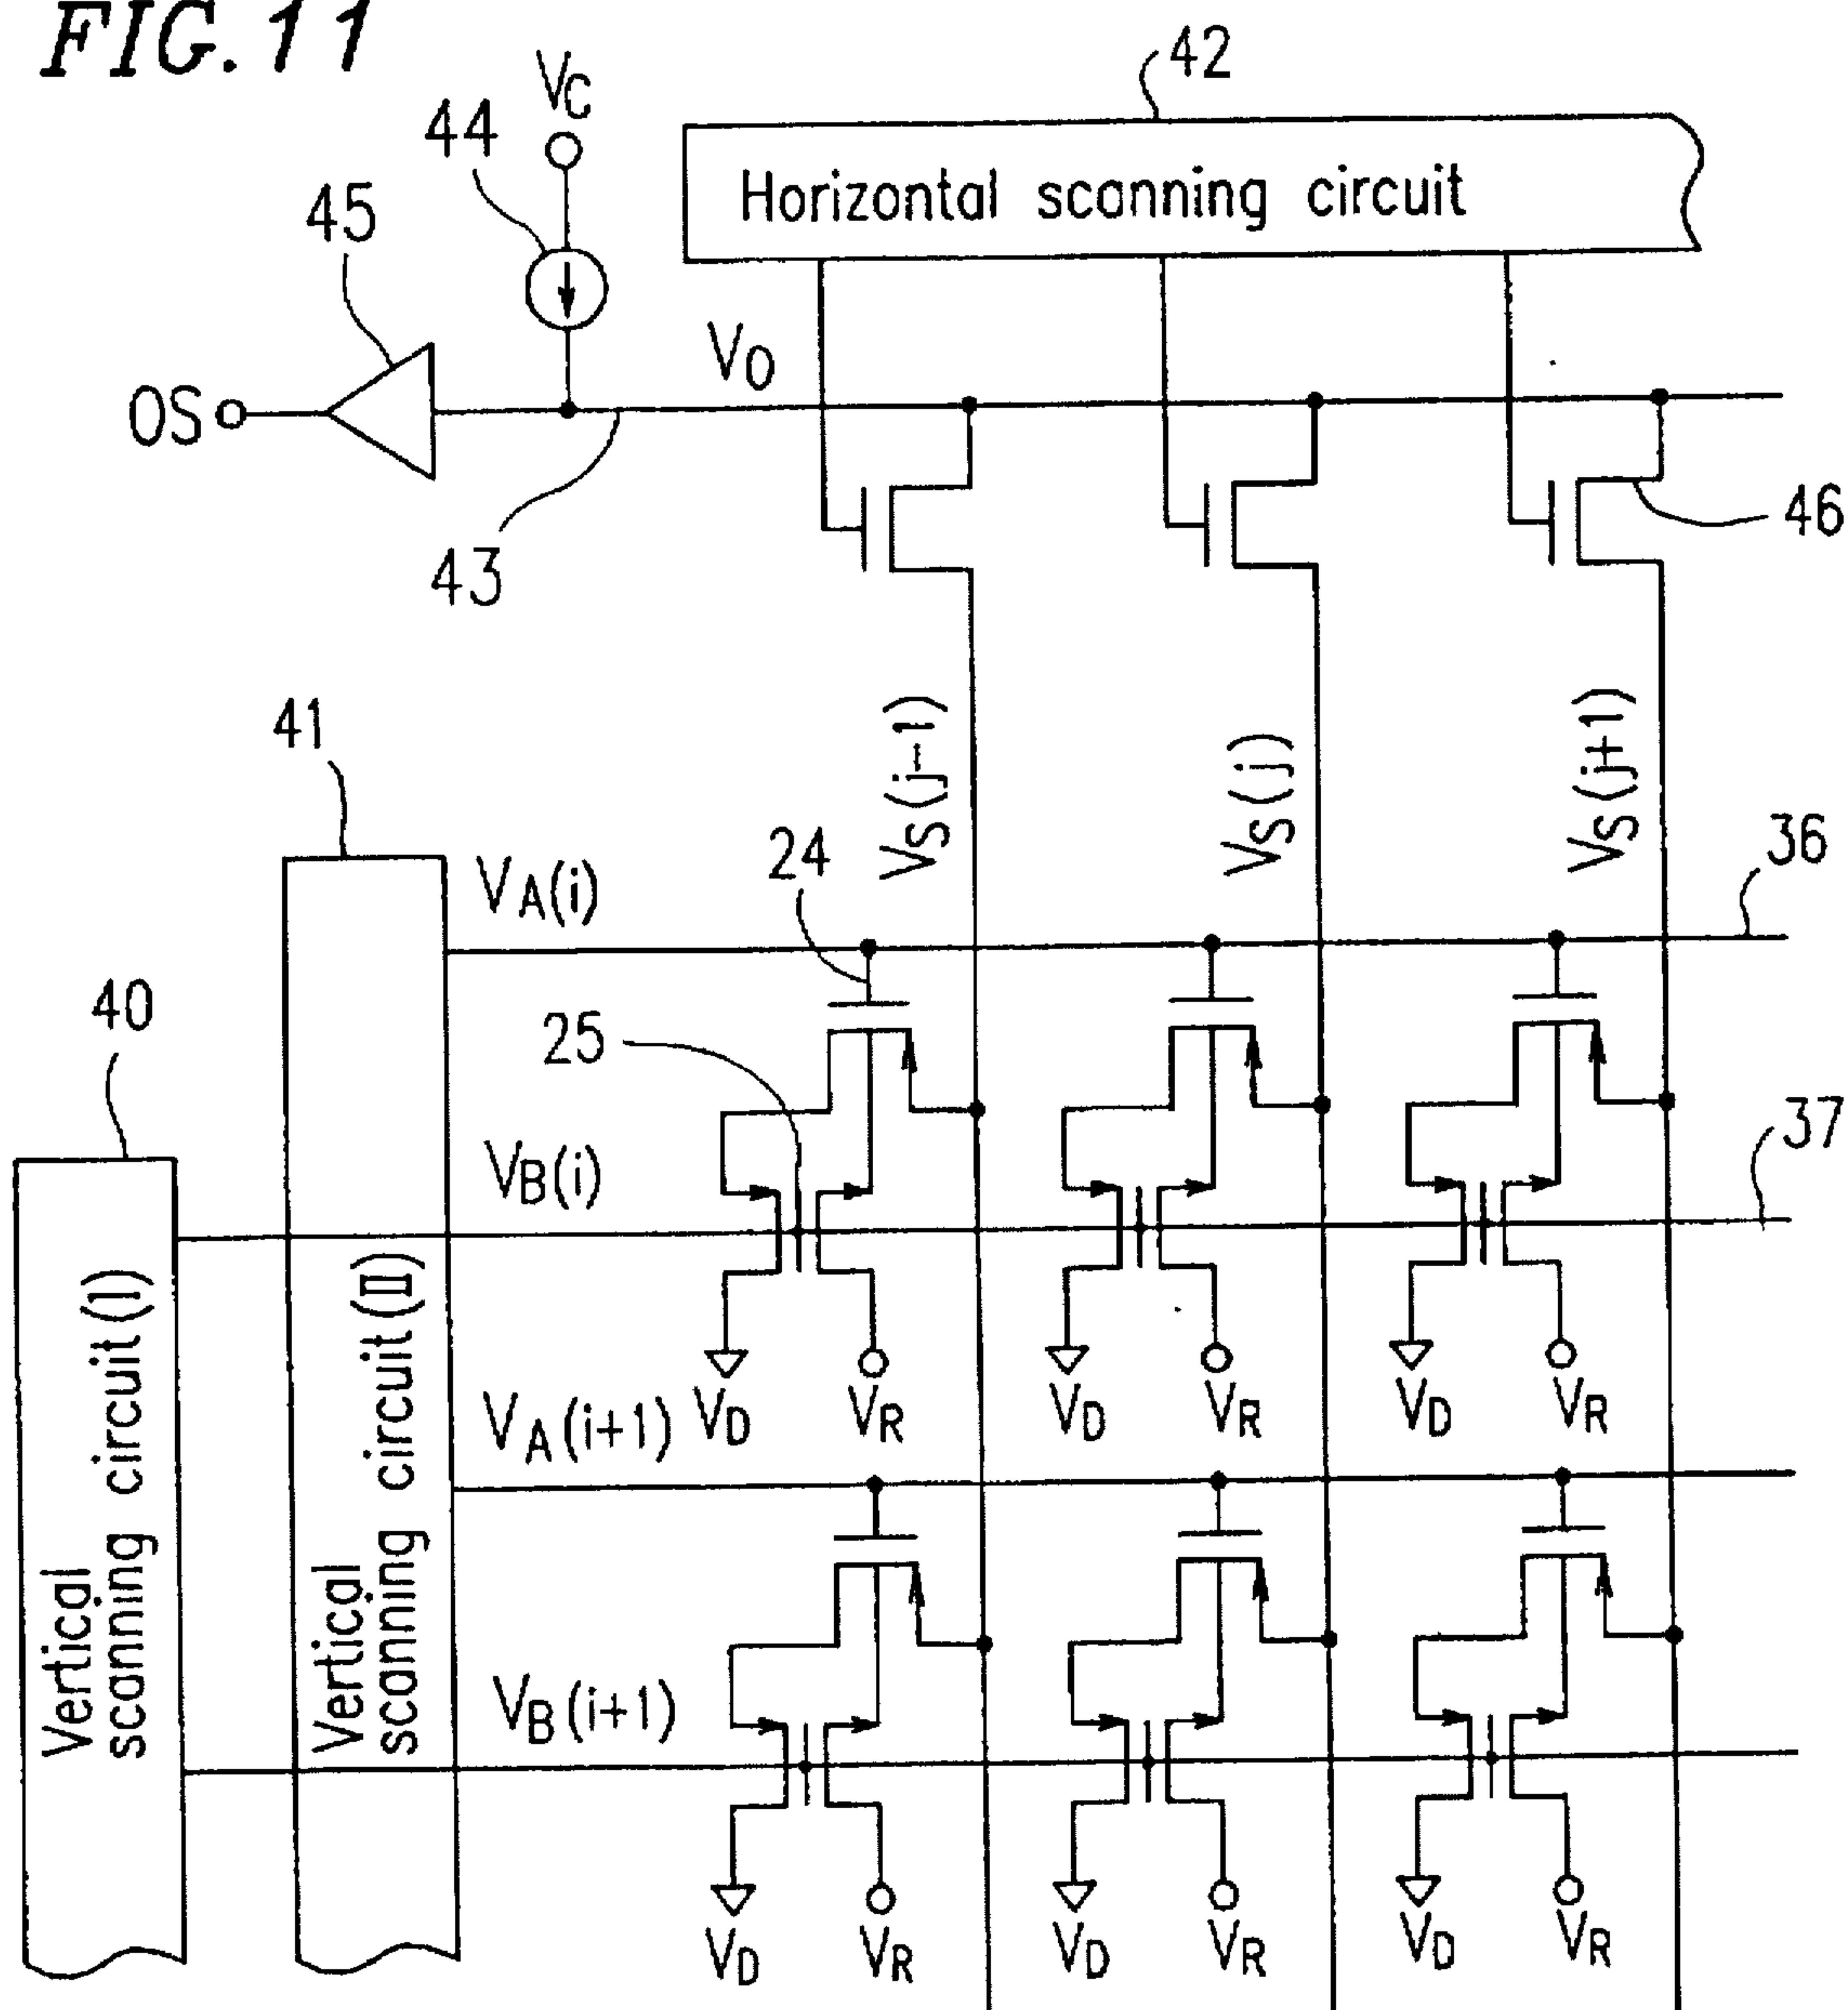 FIG.11
42
VC
44
Horizontal scanning circuit
45
VO
OS
46
43
41
VS(j-1)
VS(j)
VS(j+1)
36
24
VA(i)
40
25
37
VB(i)
Vertical scanning circuit(I)
Vertical scanning circuit(II)
VD
VR
VD
VR
VD
VR
VA(i+1)
VB(i+1)
VD
VR
VD
VR
VD
VR